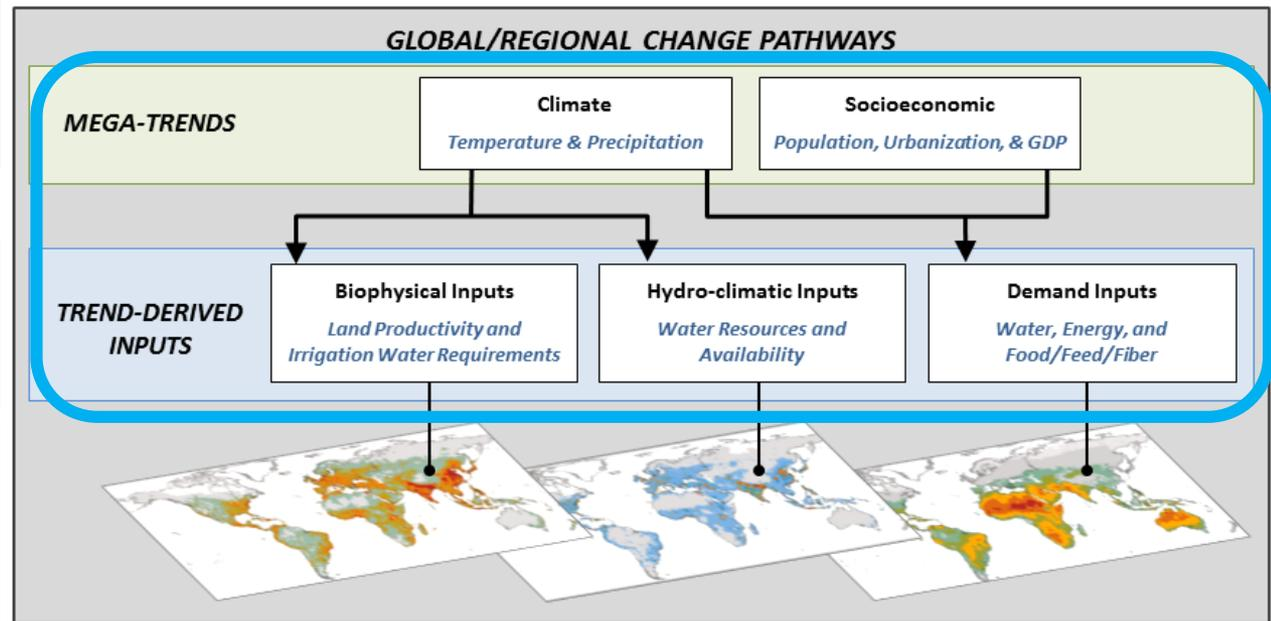 GLOBAL/REGIONAL CHANGE PATHWAYS
MEGA-TRENDS
Climate
Temperature & Precipitation
Socioeconomic
Population, Urbanization, & GDP
TREND-DERIVED
INPUTS
Biophysical Inputs
Land Productivity and
Irrigation Water Requirements
Hydro-climatic Inputs
Water Resources and
Availability
Demand Inputs
Water, Energy, and
Food/Feed/Fiber